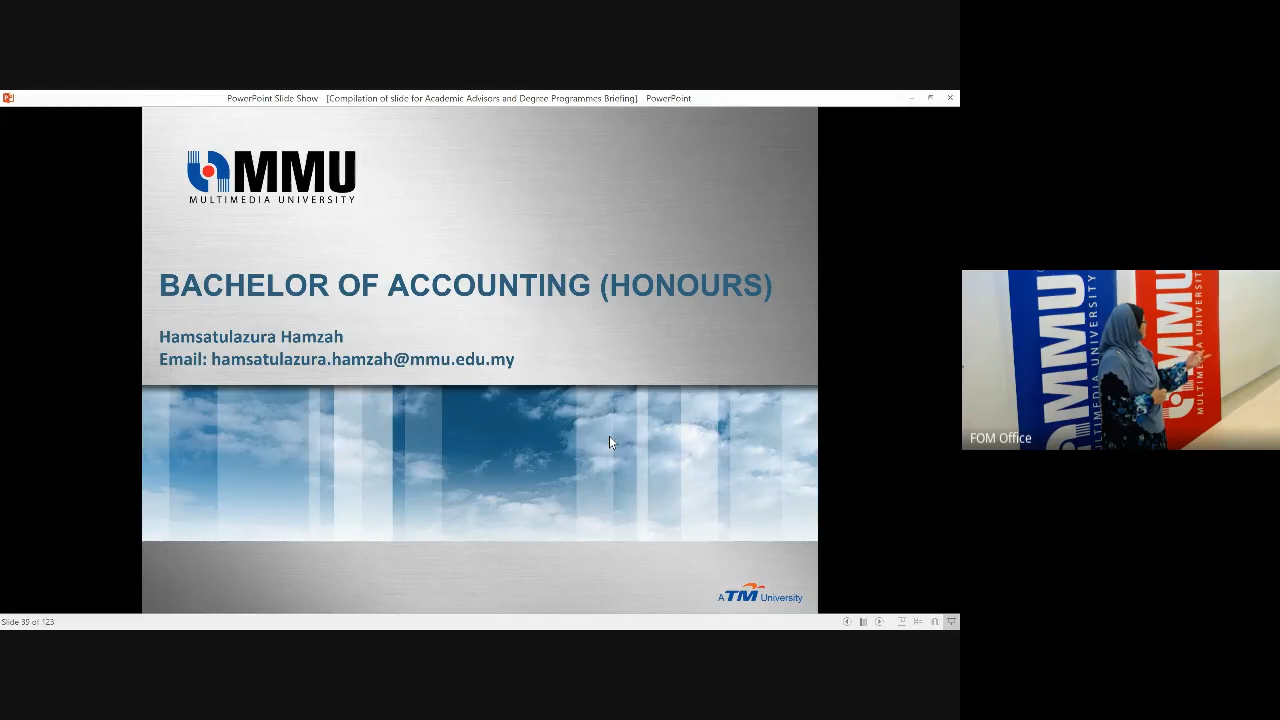 PowerPoint Slide Show - [Compilation of slide for Academic Advisors and Degree Programmes Briefing] - PowerPoint
MMU
MULTIMEDIA UNIVERSITY
BACHELOR OF ACCOUNTING (HONOURS)
Hamsatulazura Hamzah
Email: hamsatulazura.hamzah@mmu.edu.my
A TM University
Slide 39 of 123
MMU
MULTIMEDIA UNIVERSITY
MMU
MULTIMEDIA UNIVERSITY
FOM Office